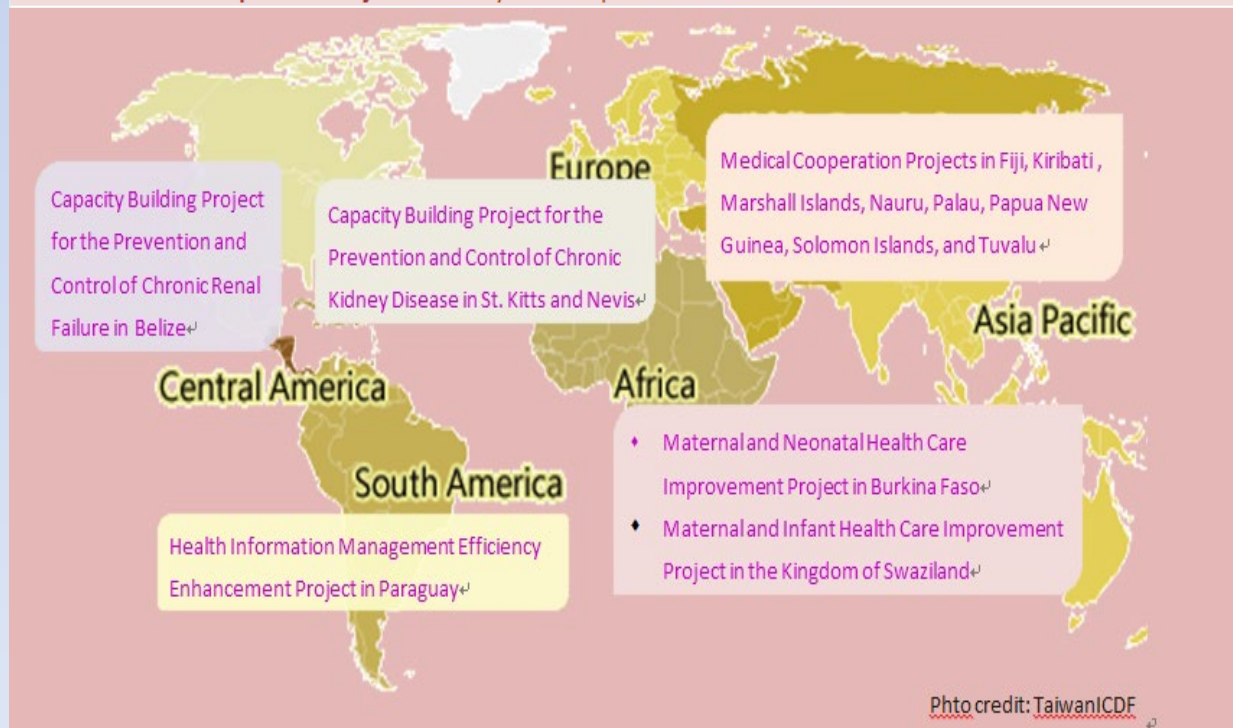 Capacity Building Project
for the Prevention and
Control of Chronic Renal
Failure in Belize↵
Capacity Building Project for the
Prevention and Control of Chronic
Kidney Disease in St. Kitts and Nevis↵
Europe
Medical Cooperation Projects in Fiji, Kiribati ,
Marshall Islands, Nauru, Palau, Papua New
Guinea, Solomon Islands, and Tuvalu↵
Asia Pacific
Central America
Africa
South America
♦ Maternal and Neonatal Health Care
Improvement Project in Burkina Faso↵
♦ Maternal and Infant Health Care Improvement
Project in the Kingdom of Swaziland↵
Health Information Management Efficiency
Enhancement Project in Paraguay↵
Phto credit: TaiwanICDF ↵